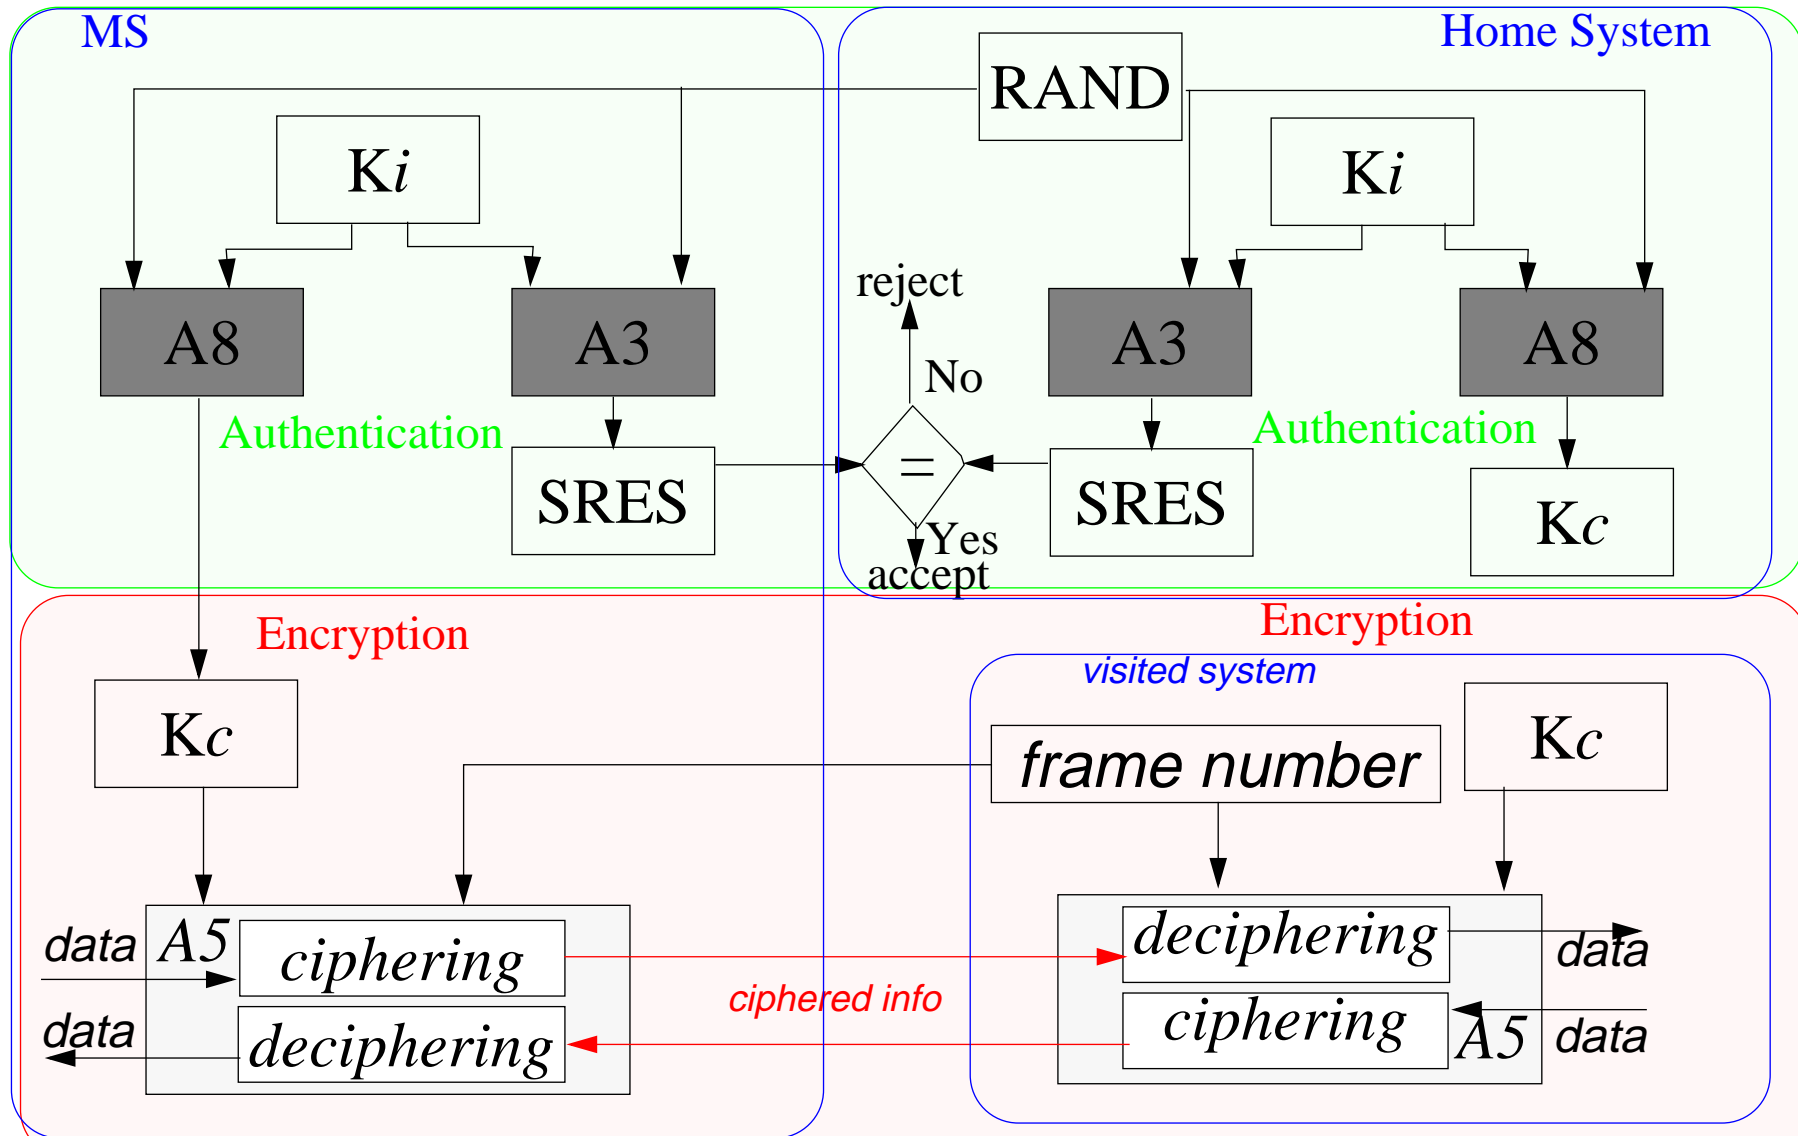 MS
Home System
RAND
Ki
Ki
reject
A8
A3
A3
A8
No
Authentication
Authentication
=
SRES
SRES
Kc
Yes
accept
Encryption
Encryption
visited system
Kc
Kc
frame number
data
A5
ciphering
deciphering
data
ciphered info
data
deciphering
ciphering
A5
data